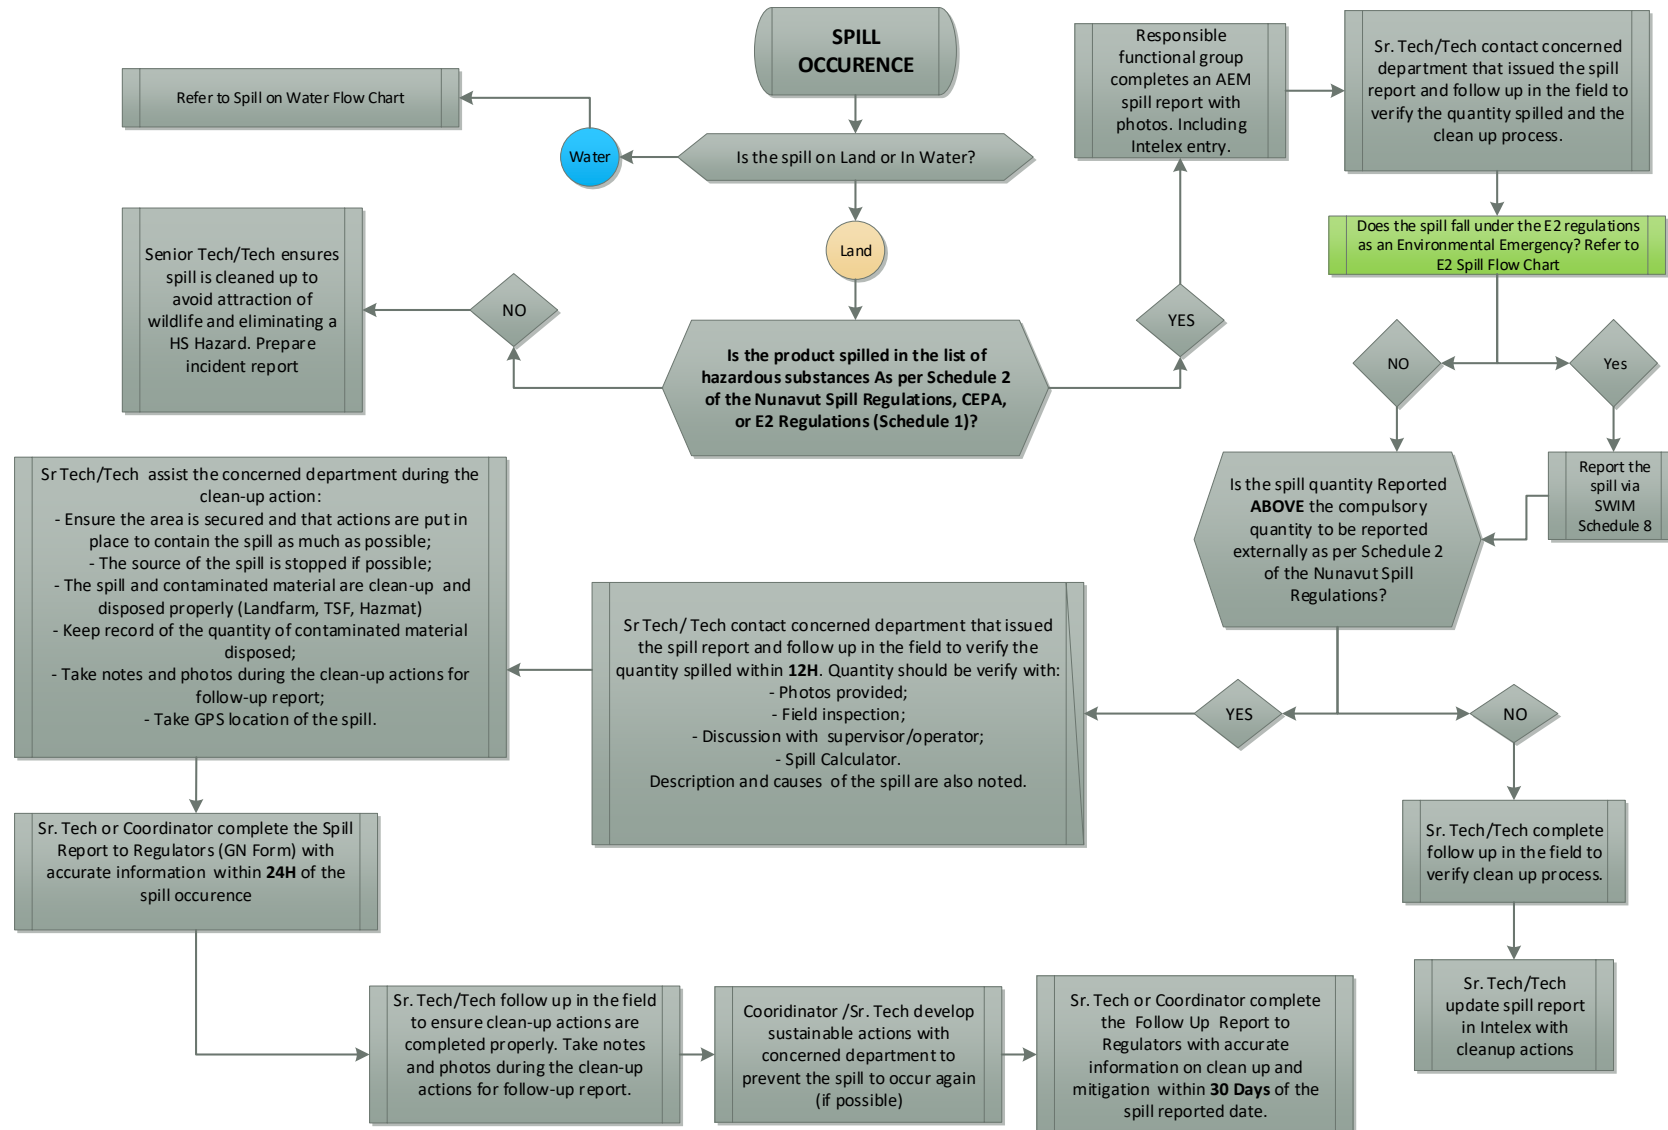 SPILL
OCCURENCE
Refer to Spill on Water Flow Chart
Water
Is the spill on Land or In Water?
Land
Responsible
functional group
completes an AEM
spill report with
photos. Including
Intelex entry.
Sr. Tech/Tech contact concerned
department that issued the spill
report and follow up in the field to
verify the quantity spilled and the
clean up process.
Does the spill fall under the E2 regulations
as an Environmental Emergency? Refer to
E2 Spill Flow Chart
Senior Tech/Tech ensures
spill is cleaned up to
avoid attraction of
wildlife and eliminating a
HS Hazard. Prepare
incident report
NO
Is the product spilled in the list of
hazardous substances As per Schedule 2
of the Nunavut Spill Regulations, CEPA,
or E2 Regulations (Schedule 1)?
YES
NO
Yes
Report the
spill via
SWIM
Schedule 8
Is the spill quantity Reported
ABOVE the compulsory
quantity to be reported
externally as per Schedule 2
of the Nunavut Spill
Regulations?
Sr Tech/Tech assist the concerned department during the
clean-up action:
- Ensure the area is secured and that actions are put in
place to contain the spill as much as possible;
- The source of the spill is stopped if possible;
- The spill and contaminated material are clean-up and
disposed properly (Landfarm, TSF, Hazmat)
- Keep record of the quantity of contaminated material
disposed;
- Take notes and photos during the clean-up actions for
follow-up report;
- Take GPS location of the spill.
Sr Tech/ Tech contact concerned department that issued
the spill report and follow up in the field to verify the
quantity spilled within 12H. Quantity should be verify with:
- Photos provided;
- Field inspection;
- Discussion with supervisor/operator;
- Spill Calculator.
Description and causes of the spill are also noted.
YES
NO
Sr. Tech or Coordinator complete the Spill
Report to Regulators (GN Form) with
accurate information within 24H of the
spill occurence
Sr. Tech/Tech complete
follow up in the field to
verify clean up process.
Sr. Tech/Tech
update spill report
in Intelex with
cleanup actions
Sr. Tech/Tech follow up in the field
to ensure clean-up actions are
completed properly. Take notes
and photos during the clean-up
actions for follow-up report.
Cooridinator /Sr. Tech develop
sustainable actions with
concerned department to
prevent the spill to occur again
(if possible)
Sr. Tech or Coordinator complete
the Follow Up Report to
Regulators with accurate
information on clean up and
mitigation within 30 Days of the
spill reported date.